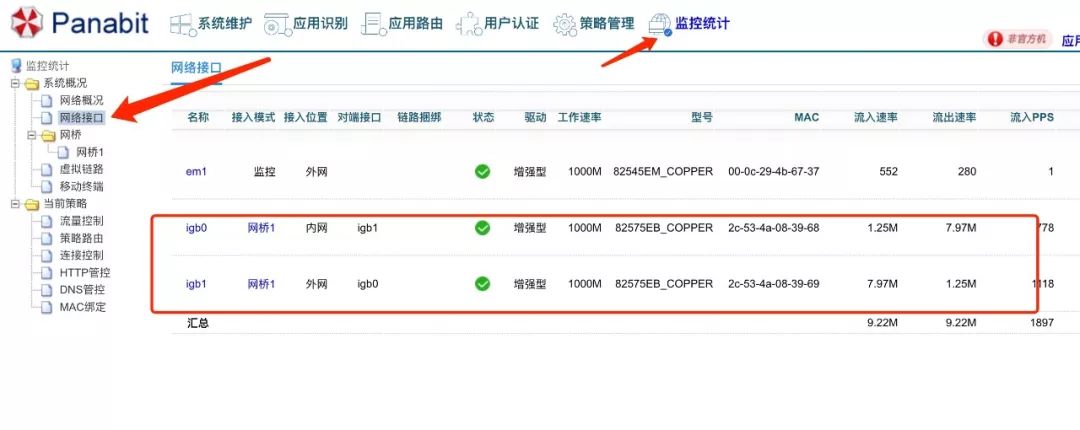 Panabit
系统维护 应用识别 应用路由 用户认证 策略管理 监控统计
非官方机 应用
监控统计
系统概况
网络概况
网络接口
网桥
网桥1
虚拟链路
移动终端
当前策略
流量控制
策略路由
连接控制
HTTP管控
DNS管控
MAC绑定
网络接口
名称 接入模式 接入位置 对端接口 链路捆绑 状态 驱动 工作速率 型号 MAC 流入速率 流出速率 流入PPS
em1 监控 外网 增强型 1000M 82545EM_COPPER 00-0c-29-4b-67-37 552 280 1
igb0 网桥1 内网 igb1 增强型 1000M 82575EB_COPPER 2c-53-4a-08-39-68 1.25M 7.97M 778
igb1 网桥1 外网 igb0 增强型 1000M 82575EB_COPPER 2c-53-4a-08-39-69 7.97M 1.25M 1118
汇总 9.22M 9.22M 1897